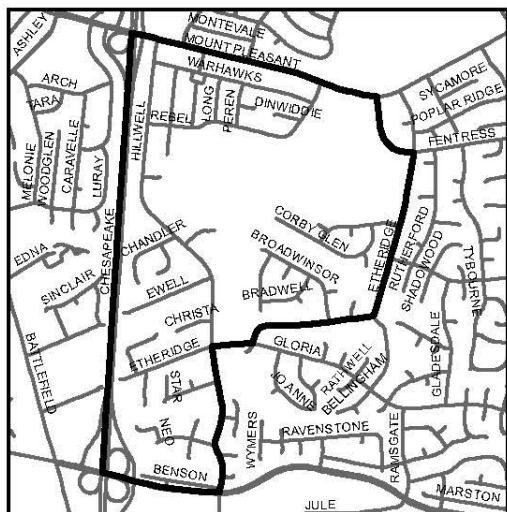 MONTEVALE
ASHLEY
MOUNT PLEASANT
WARHAWKS
SYCAMORE
ARCH
POPLAR RIDGE
TARA
LONG
PEREN
DINWIDDIE
REBEL
HILLWELL
FENTRESS
MELONIE
WOODGLEN
CARAVELLE
LURAY
CORBY GLEN
CHESAPEAKE
CHANDLER
BROADWINSOR
ETHERIDGE
RUTHERFORD
SHADOWOOD
TYBOURNE
EDNA
SINCLAIR
EWELL
BRADWELL
CHRISTA
BATTLEFIELD
ETHERIDGE
GLORIA
GLADESDALE
STAR
JO ANNE
RATHWELL
BELLINGHAM
NED
WYMERS
RAVENSTONE
RAMSGATE
BENSON
MARSTON
JULE